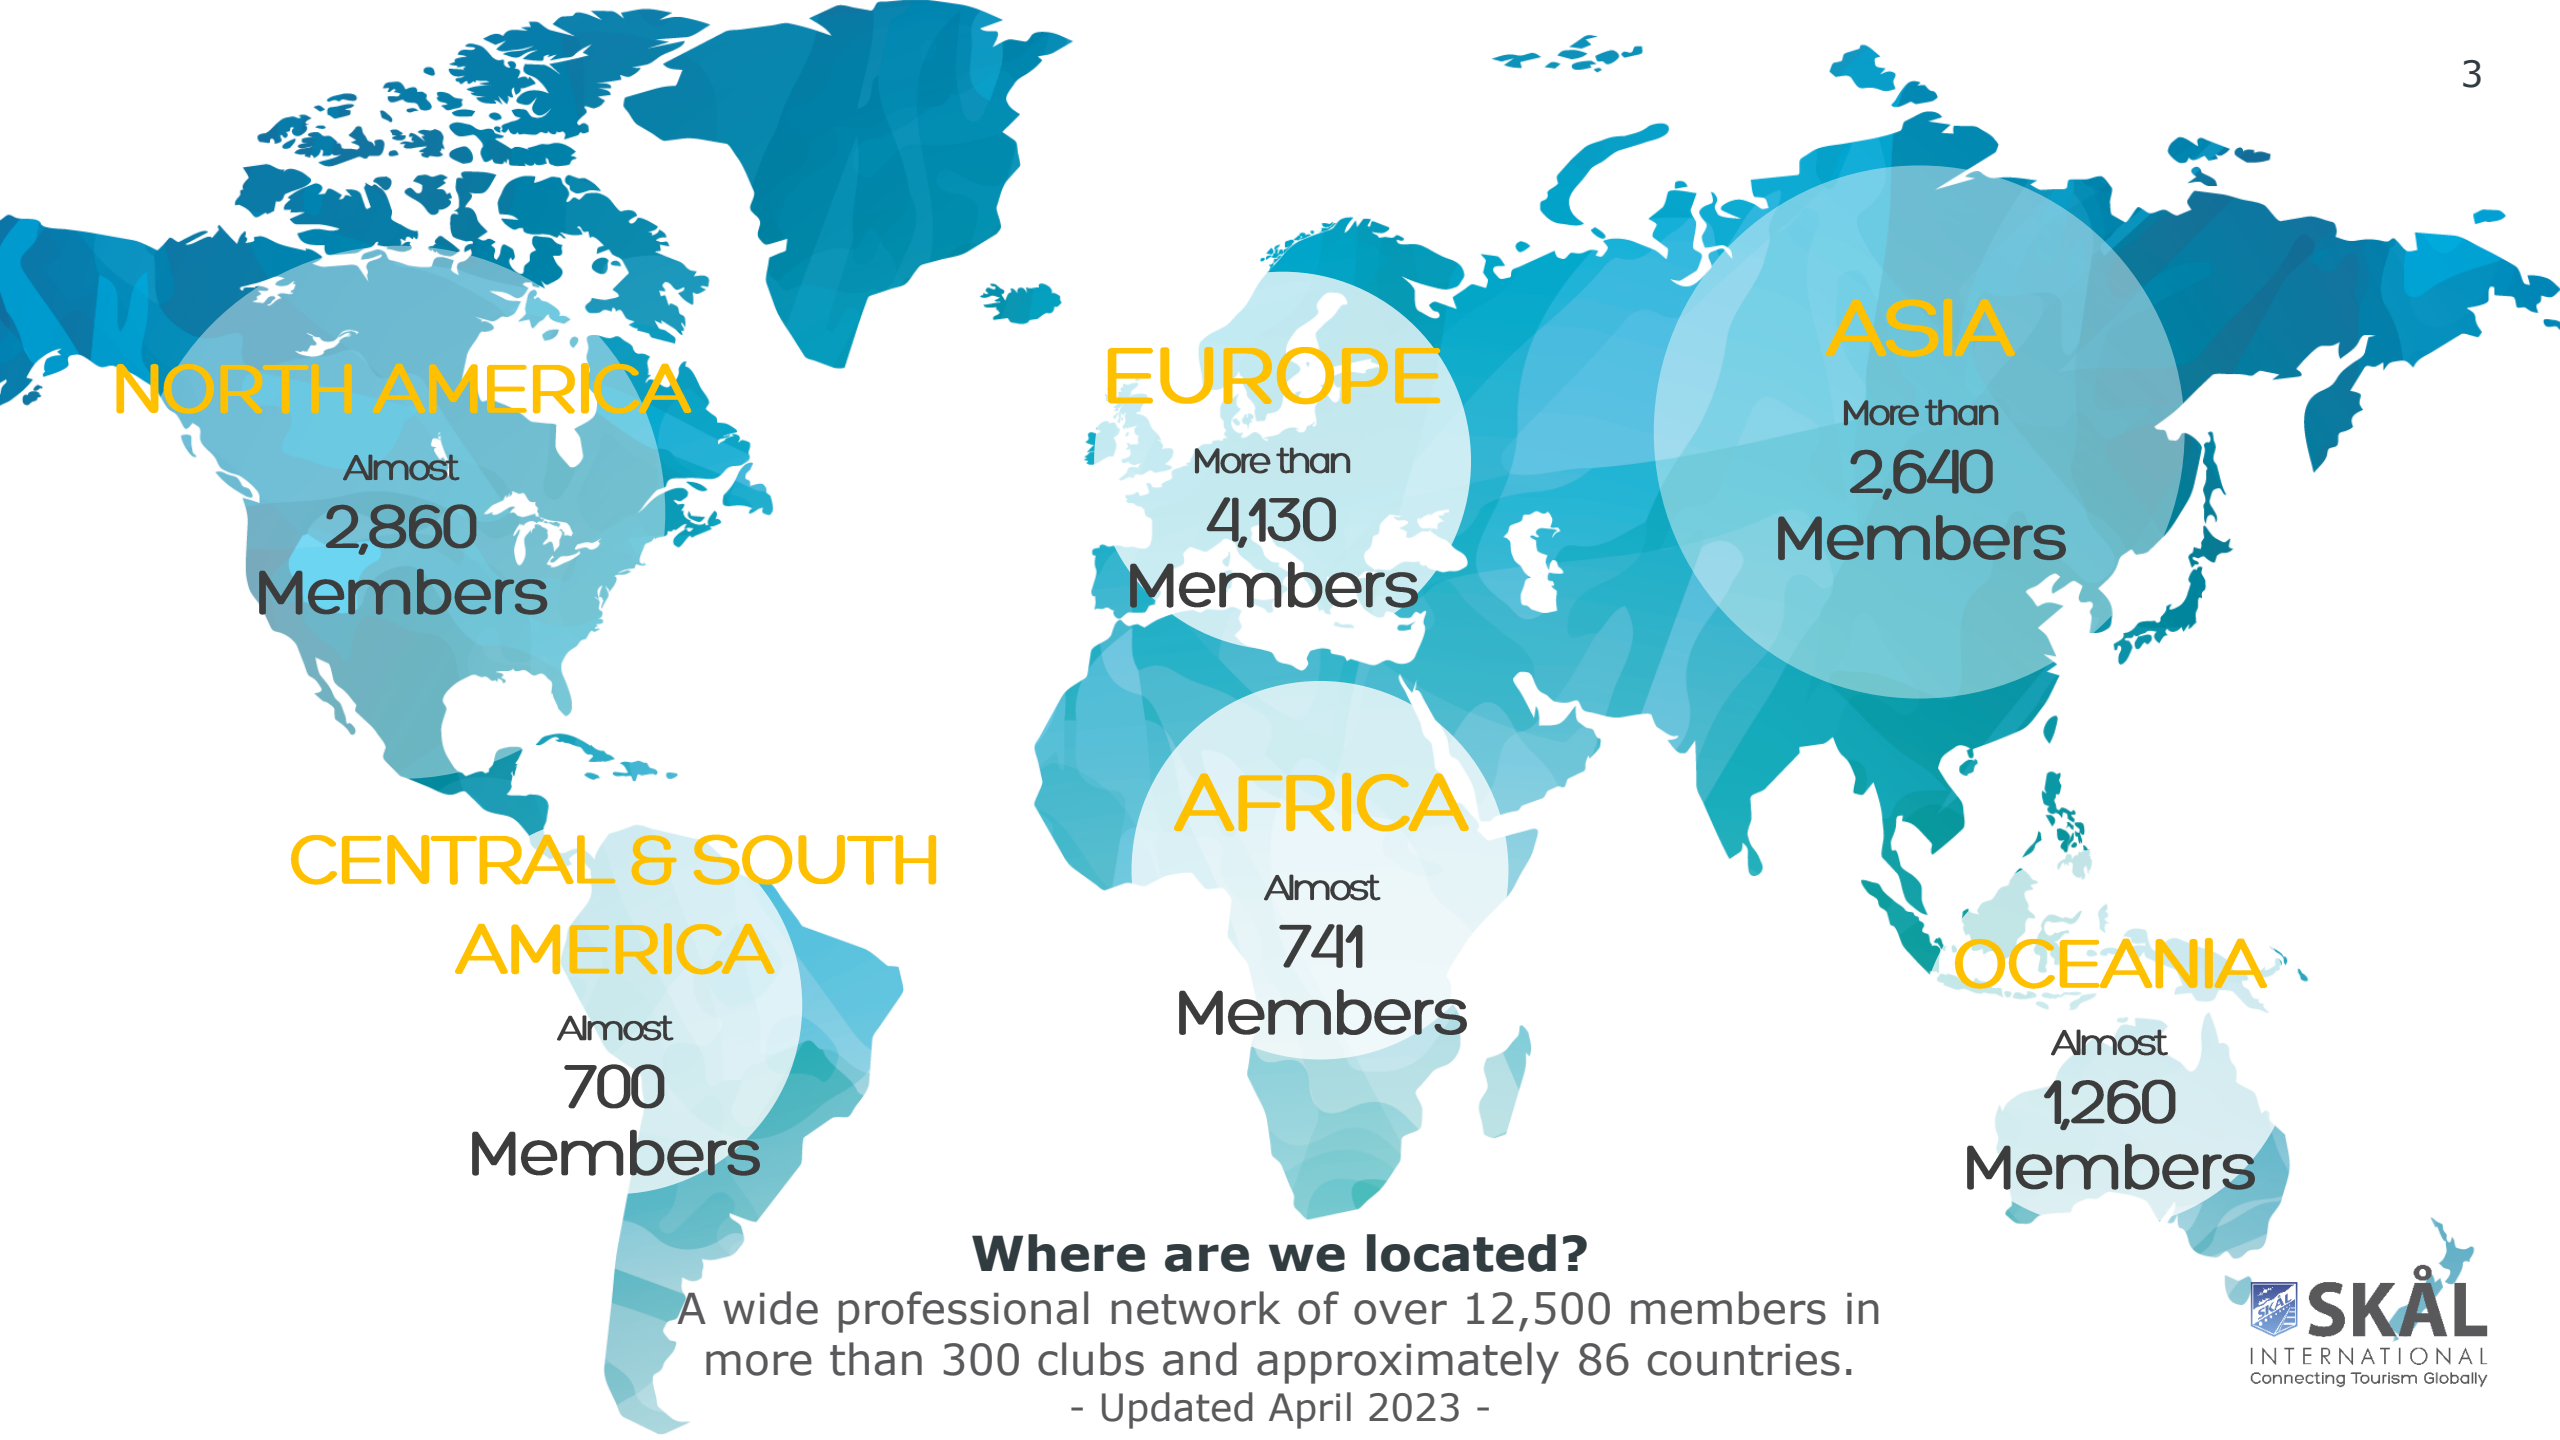 3
NORTH AMERICA
Almost
2,860
Members
EUROPE
More than
4,130
Members
ASIA
More than
2,640
Members
CENTRAL & SOUTH
AMERICA
Almost
700
Members
AFRICA
Almost
741
Members
OCEANIA
Almost
1,260
Members
Where are we located?
A wide professional network of over 12,500 members in
more than 300 clubs and approximately 86 countries.
- Updated April 2023 -
SKÅL
SKÅL
INTERNATIONAL
Connecting Tourism Globally